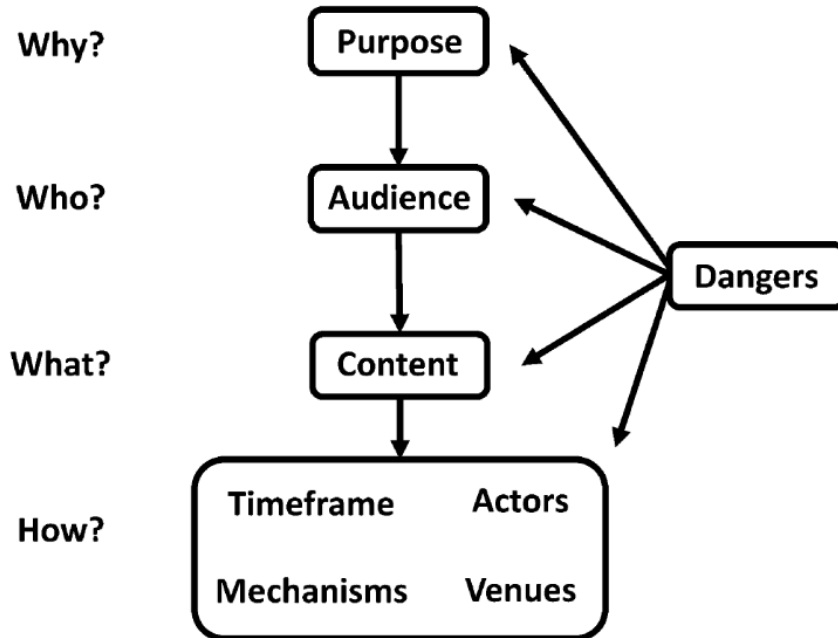 Why?
Purpose
Who?
Audience
Dangers
What?
Content
How?
Timeframe Actors
Mechanisms Venues